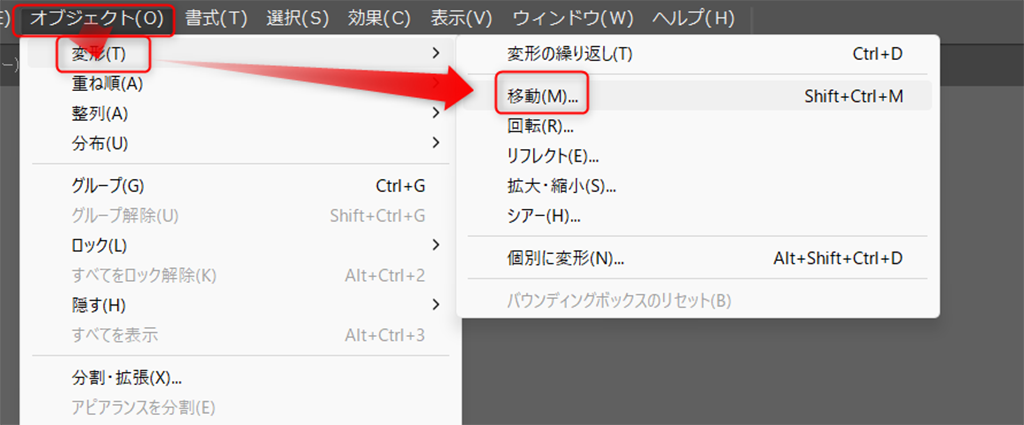 オブジェクト(O) 書式(T) 選択(S) 効果(C) 表示(V) ウィンドウ(W) ヘルプ(H)
変形(T)
重ね順(A)
整列(A)
分布(U)
グループ(G) Ctrl+G
グループ解除(U) Shift+Ctrl+G
ロック(L)
すべてをロック解除(K) Alt+Ctrl+2
隠す(H)
すべてを表示 Alt+Ctrl+3
分割・拡張(X)...
アピアランスを分割(E)
変形の繰り返し(T) Ctrl+D
移動(M)... Shift+Ctrl+M
回転(R)...
リフレクト(E)...
拡大・縮小(S)...
シアー(H)...
個別に変形(N)... Alt+Shift+Ctrl+D
バウンディングボックスのリセット(B)